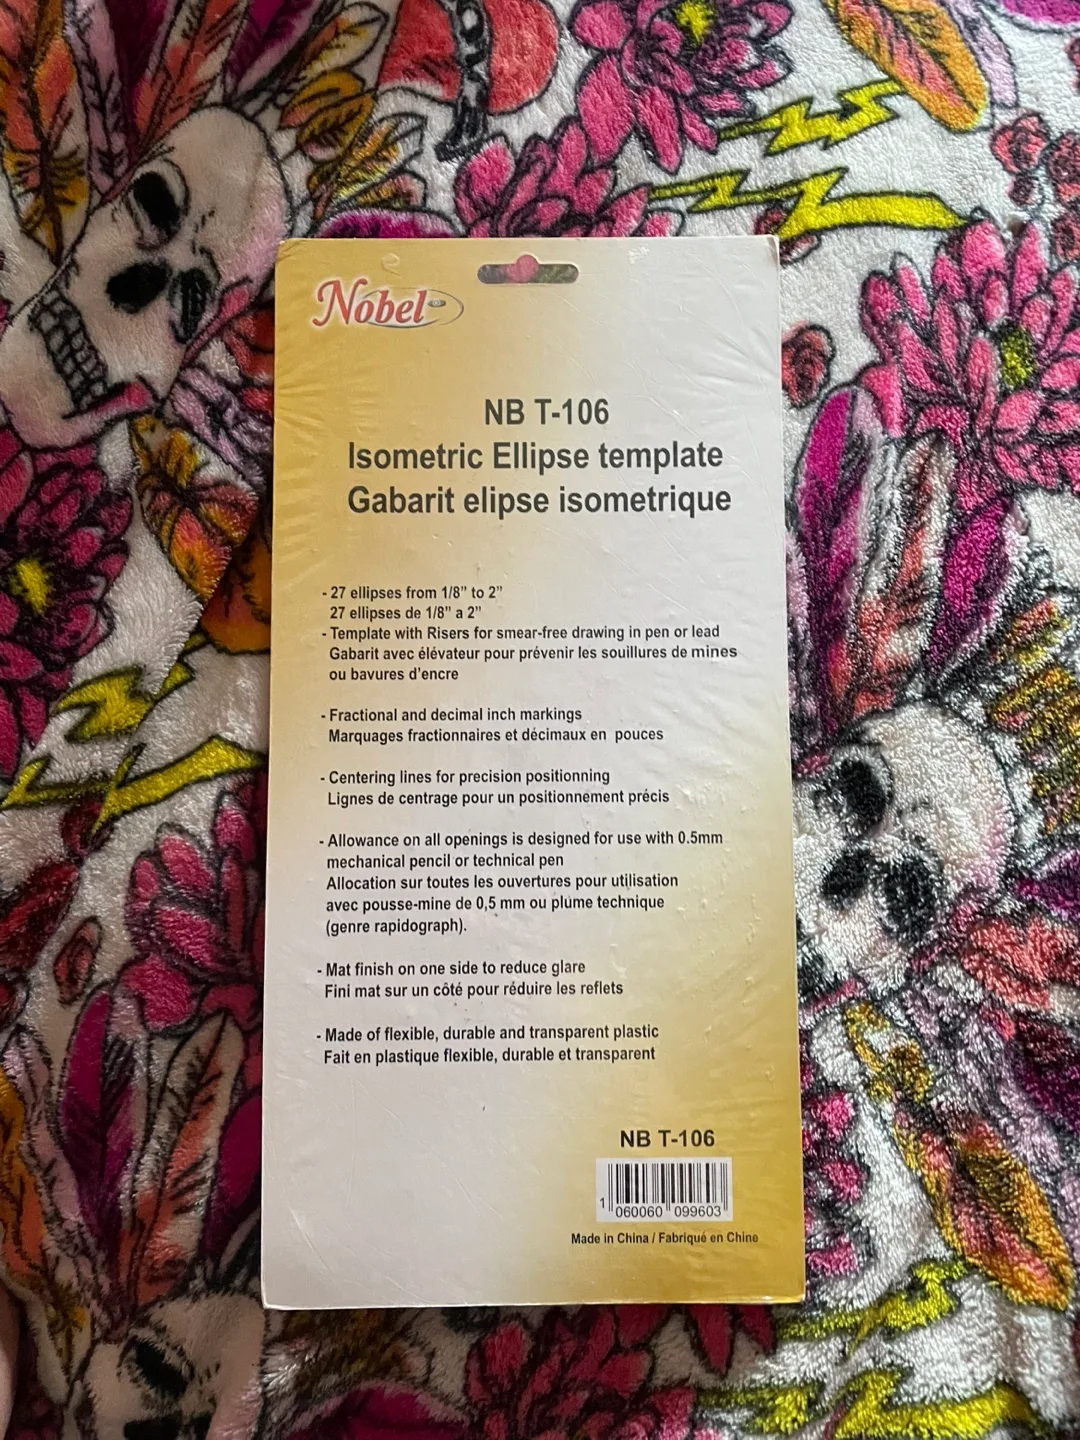 Nobel
NB T-106
Isometric Ellipse template
Gabarit elipse isometrique
- 27 ellipses from 1/8" to 2"
27 ellipses de 1/8" a 2"
- Template with Risers for smear-free drawing in pen or lead
Gabarit avec élévateur pour prévenir les souillures de mines
ou bavures d'encre
- Fractional and decimal inch markings
Marquages fractionnaires et décimaux en pouces
- Centering lines for precision positionning
Lignes de centrage pour un positionnement précis
- Allowance on all openings is designed for use with 0.5mm
mechanical pencil or technical pen
Allocation sur toutes les ouvertures pour utilisation
avec pousse-mine de 0,5 mm ou plume technique
(genre rapidograph).
- Mat finish on one side to reduce glare
Fini mat sur un côté pour réduire les reflets
- Made of flexible, durable and transparent plastic
Fait en plastique flexible, durable et transparent
NB T-106
1 060060 099603
Made in China / Fabriqué en Chine